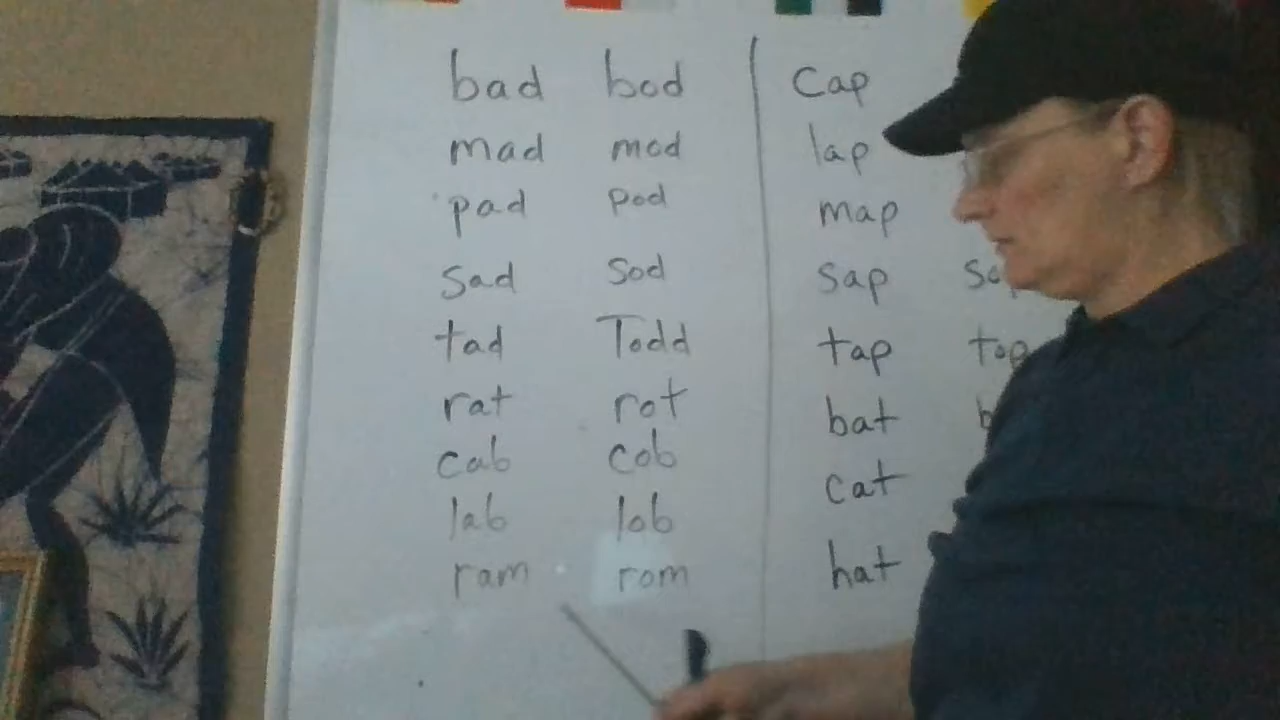 bad bod cap
mad mod lap
pad pod map
sad sod sap
tad Todd tap top
rat rot bat
cab cob cat
lab lob hat
ram rom